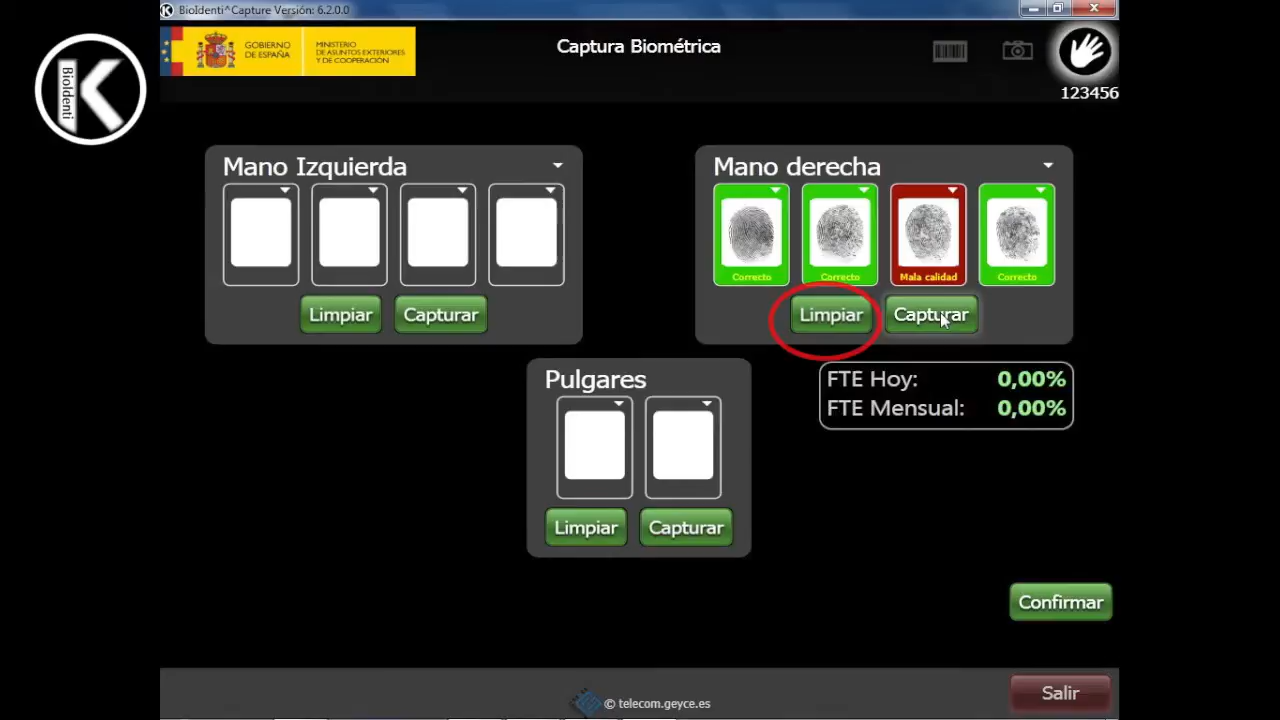 BioIdenti^Capture Versión: 6.2.0.0
BioIdenti
K
GOBIERNO
DE ESPAÑA
MINISTERIO
DE ASUNTOS EXTERIORES
Y DE COOPERACIÓN
Captura Biométrica
123456
Mano Izquierda
Limpiar
Capturar
Mano derecha
Correcto
Correcto
Mala calidad
Correcto
Limpiar
Capturar
Pulgares
Limpiar
Capturar
FTE Hoy: 0,00%
FTE Mensual: 0,00%
Confirmar
© telecom.geyce.es
Salir